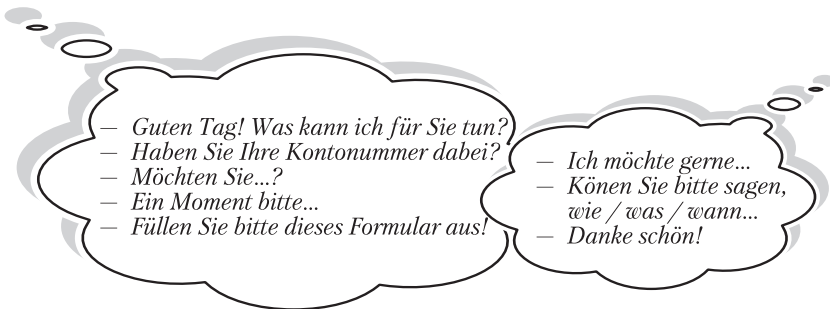 — Guten Tag! Was kann ich für Sie tun?
— Haben Sie Ihre Kontonummer dabei?
— Möchten Sie...?
— Ein Moment bitte...
— Füllen Sie bitte dieses Formular aus!
— Ich möchte gerne...
— Könen Sie bitte sagen,
wie / was / wann...
— Danke schön!